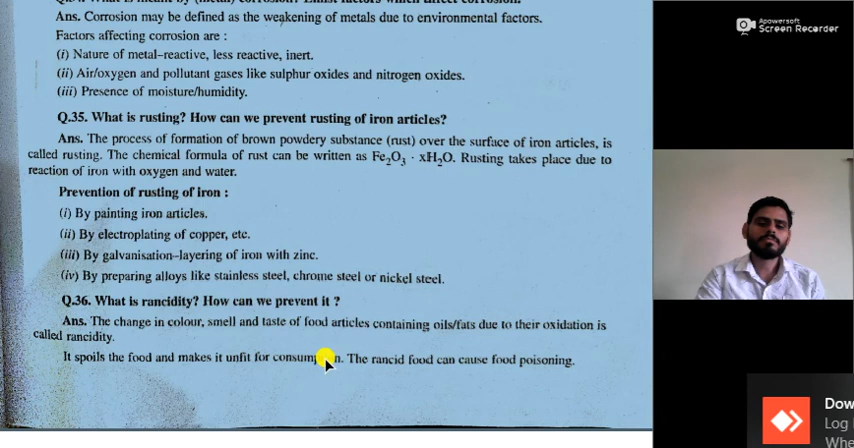 Ans. Corrosion may be defined as the weakening of metals due to environmental factors.
Factors affecting corrosion are :
(i) Nature of metal–reactive, less reactive, inert.
(ii) Air/oxygen and pollutant gases like sulphur oxides and nitrogen oxides.
(iii) Presence of moisture/humidity.
Q.35. What is rusting? How can we prevent rusting of iron articles?
Ans. The process of formation of brown powdery substance (rust) over the surface of iron articles, is
called rusting. The chemical formula of rust can be written as Fe₂O₃ · xH₂O. Rusting takes place due to
reaction of iron with oxygen and water.
Prevention of rusting of iron :
(i) By painting iron articles.
(ii) By electroplating of copper, etc.
(iii) By galvanisation–layering of iron with zinc.
(iv) By preparing alloys like stainless steel, chrome steel or nickel steel.
Q.36. What is rancidity? How can we prevent it ?
Ans. The change in colour, smell and taste of food articles containing oils/fats due to their oxidation is
called rancidity.
It spoils the food and makes it unfit for The rancid food can cause food poisoning.
Apowersoft
Screen Recorder
Dow
Log
Whe